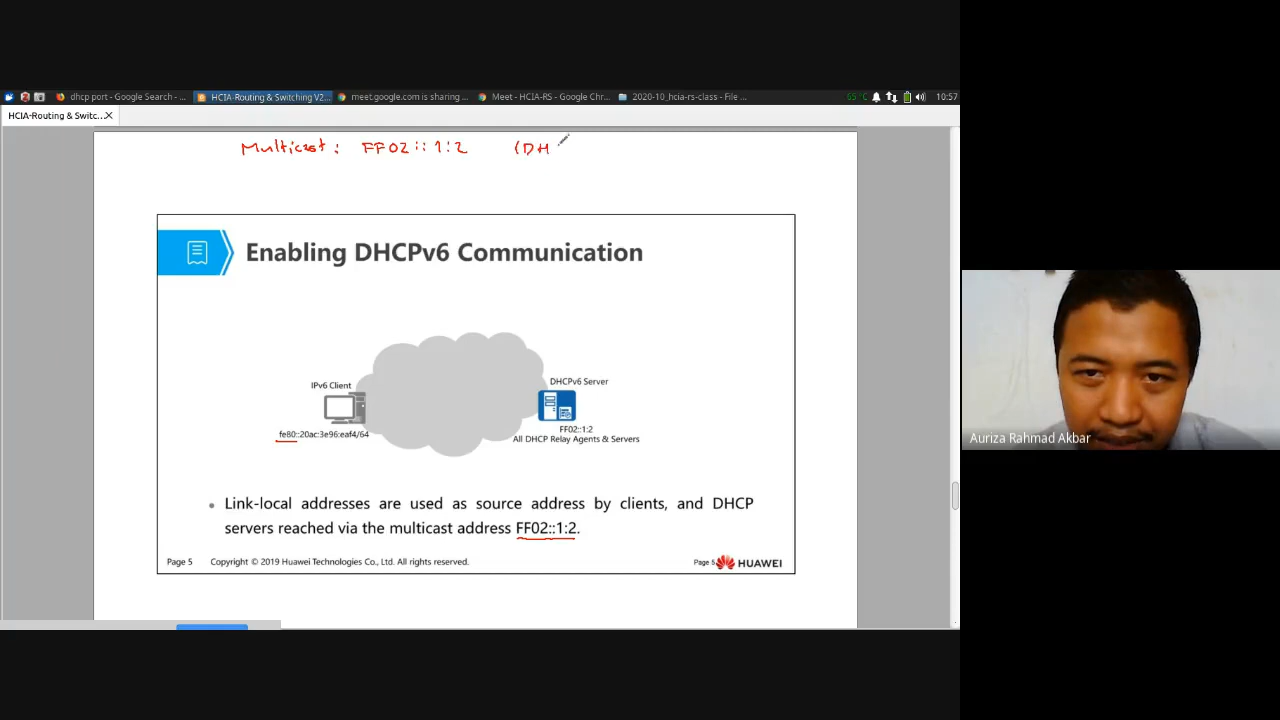 dhcp port - Google Search - ...
HCIA-Routing & Switching V2...
meet.google.com is sharing ...
Meet - HCIA-RS - Google Chr...
2020-10_hcia-rs-class - File ...
65°C
10:57
HCIA-Routing & Switc...
Multicast : FF02::1:2 (DH
Enabling DHCPv6 Communication
IPv6 Client
DHCPv6 Server
fe80::20ac:3e96:eaf4/64
FF02::1:2
All DHCP Relay Agents & Servers
Auriza Rahmad Akbar
Link-local addresses are used as source address by clients, and DHCP
servers reached via the multicast address FF02::1:2.
Page 5 Copyright © 2019 Huawei Technologies Co., Ltd. All rights reserved. Page 5 HUAWEI